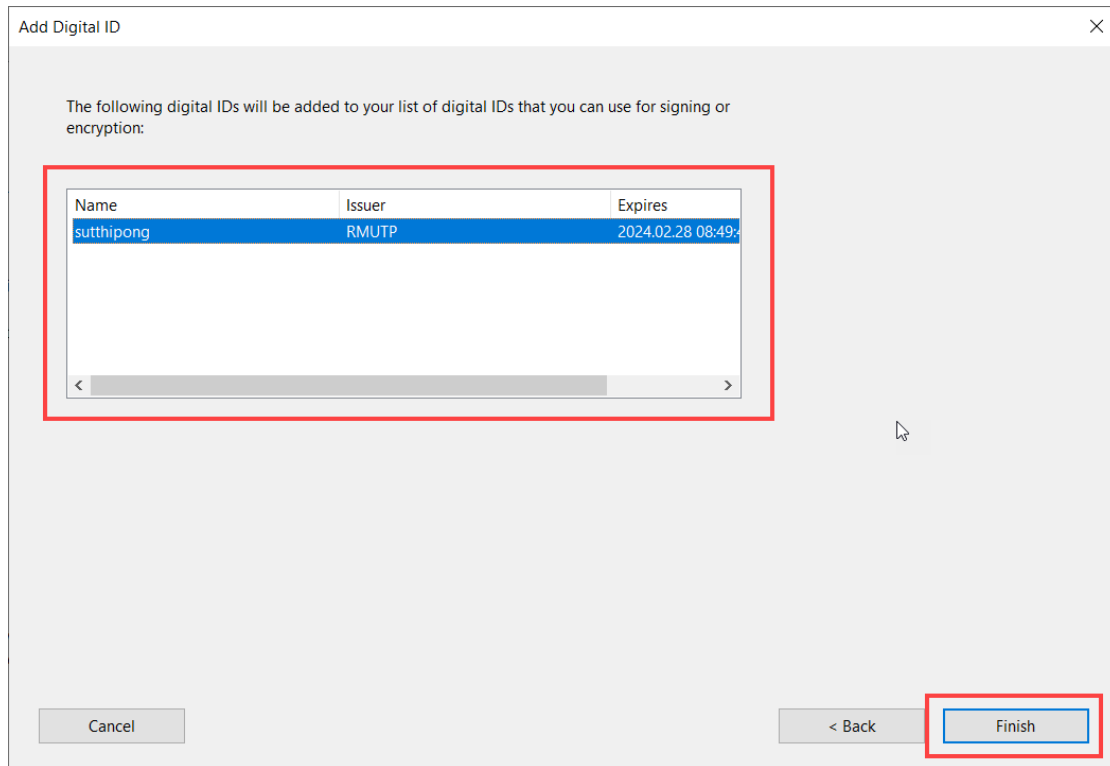 Add Digital ID
The following digital IDs will be added to your list of digital IDs that you can use for signing or
encryption:
Name Issuer Expires
sutthipong RMUTP 2024.02.28 08:49:4
Cancel < Back Finish